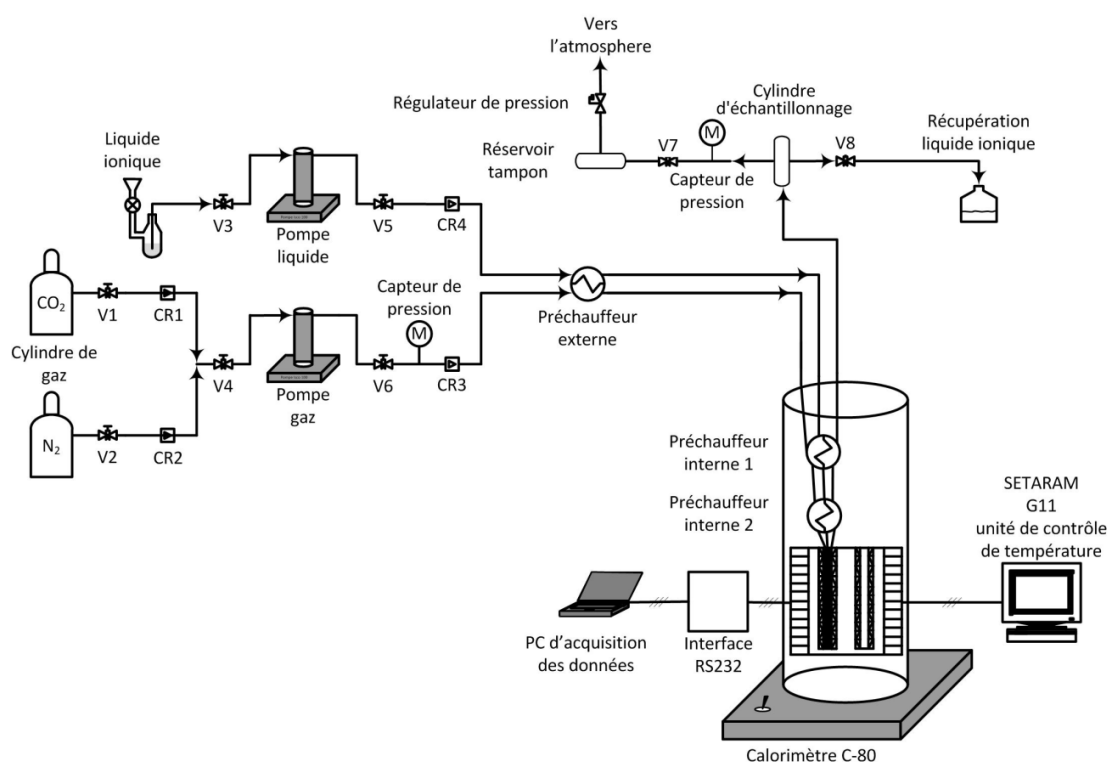 Vers
l'atmosphere
Régulateur de pression
Cylindre
d'échantillonnage
Récupération
liquide ionique
Liquide
ionique
Réservoir
tampon
V7
M
V8
Capteur de
pression
V3
Pompe
liquide
V5
CR4
CO2
V1
CR1
Capteur de
pression
M
Préchauffeur
externe
Cylindre de
gaz
V4
Pompe
gaz
V6
CR3
N2
V2
CR2
Préchauffeur
interne 1
Préchauffeur
interne 2
SETARAM
G11
unité de contrôle
de température
PC d'acquisition
des données
Interface
RS232
Calorimètre C-80